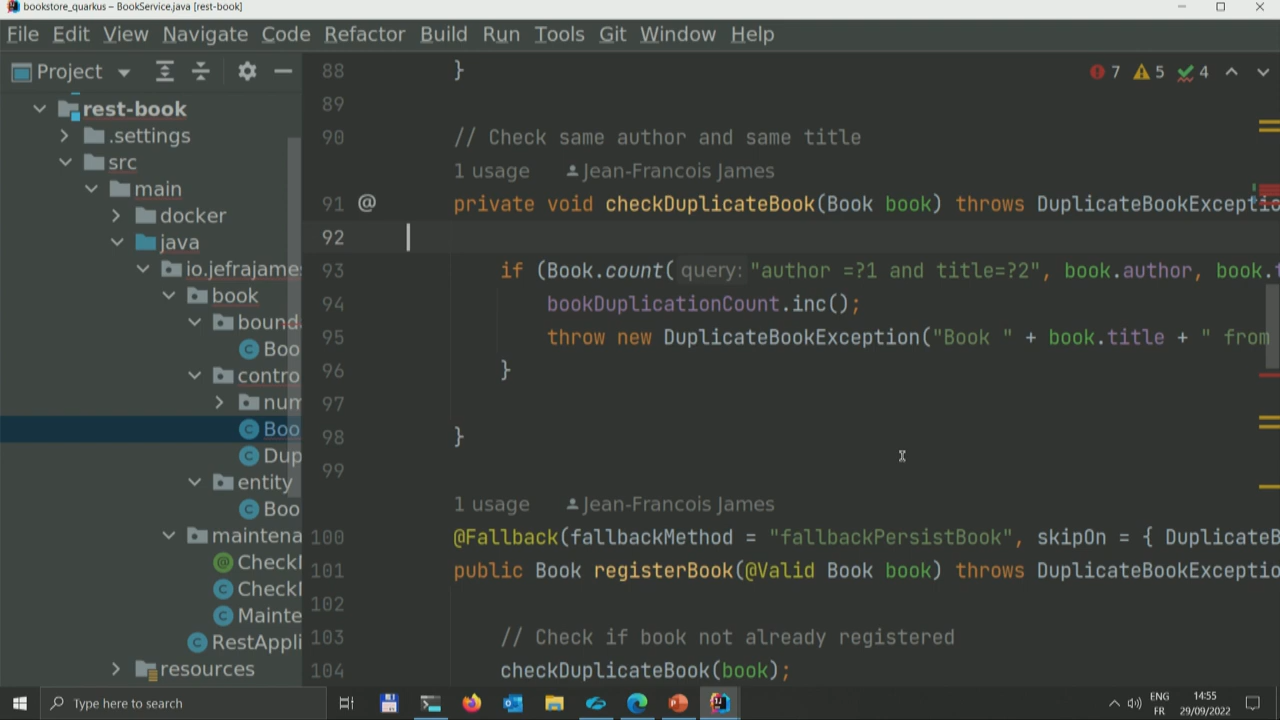 bookstore_quarkus – BookService.java [rest-book]
File Edit View Navigate Code Refactor Build Run Tools Git Window Help
Project
7 5 4
rest-book
.settings
src
main
docker
java
io.jefrajame
book
bound
Boo
contro
num
Boo
Dup
entity
Boo
maintena
CheckI
CheckI
Mainte
RestAppli
resources
88 }
89
90 // Check same author and same title
1 usage Jean-Francois James
91 @ private void checkDuplicateBook(Book book) throws DuplicateBookExceptio
92
93 if (Book.count( query: "author =?1 and title=?2", book.author, book.t
94 bookDuplicationCount.inc();
95 throw new DuplicateBookException("Book " + book.title + " from
96 }
97
98 }
99
1 usage Jean-Francois James
100 @Fallback(fallbackMethod = "fallbackPersistBook", skipOn = { DuplicateB
101 public Book registerBook(@Valid Book book) throws DuplicateBookExceptio
102
103 // Check if book not already registered
104 checkDuplicateBook(book);
Type here to search
ENG
FR
14:55
29/09/2022